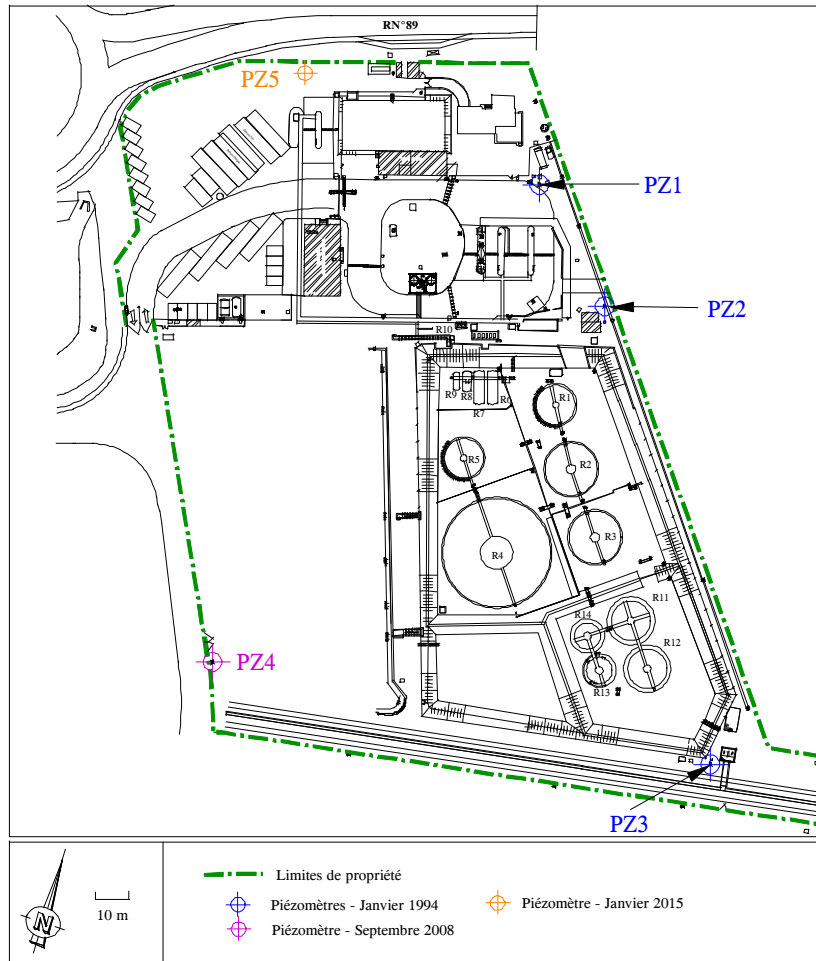 RN°89
PZ5
PZ1
PZ2
R10
R9
R8
R7
R6
R1
R5
R2
R4
R3
R11
R14
R12
R13
PZ4
PZ3
N
10 m
Limites de propriété
Piézomètres - Janvier 1994
Piézomètre - Janvier 2015
Piézomètre - Septembre 2008